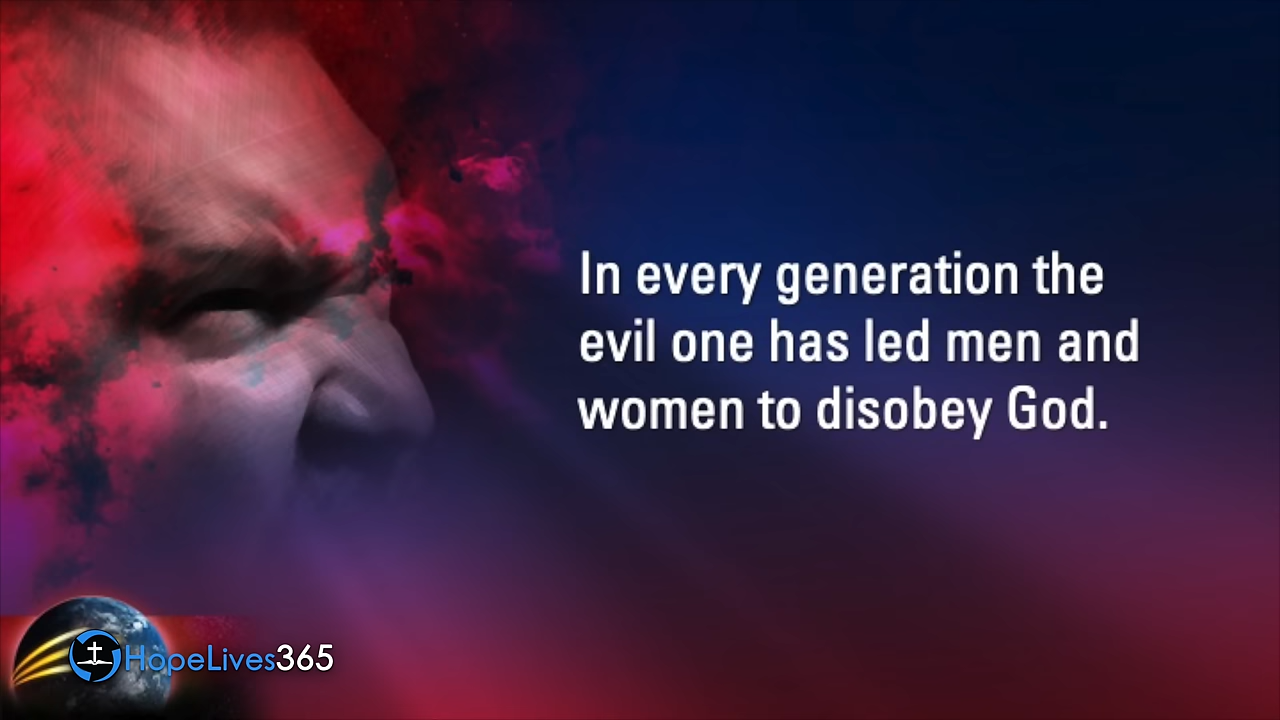 In every generation the
evil one has led men and
women to disobey God.
HopeLives365